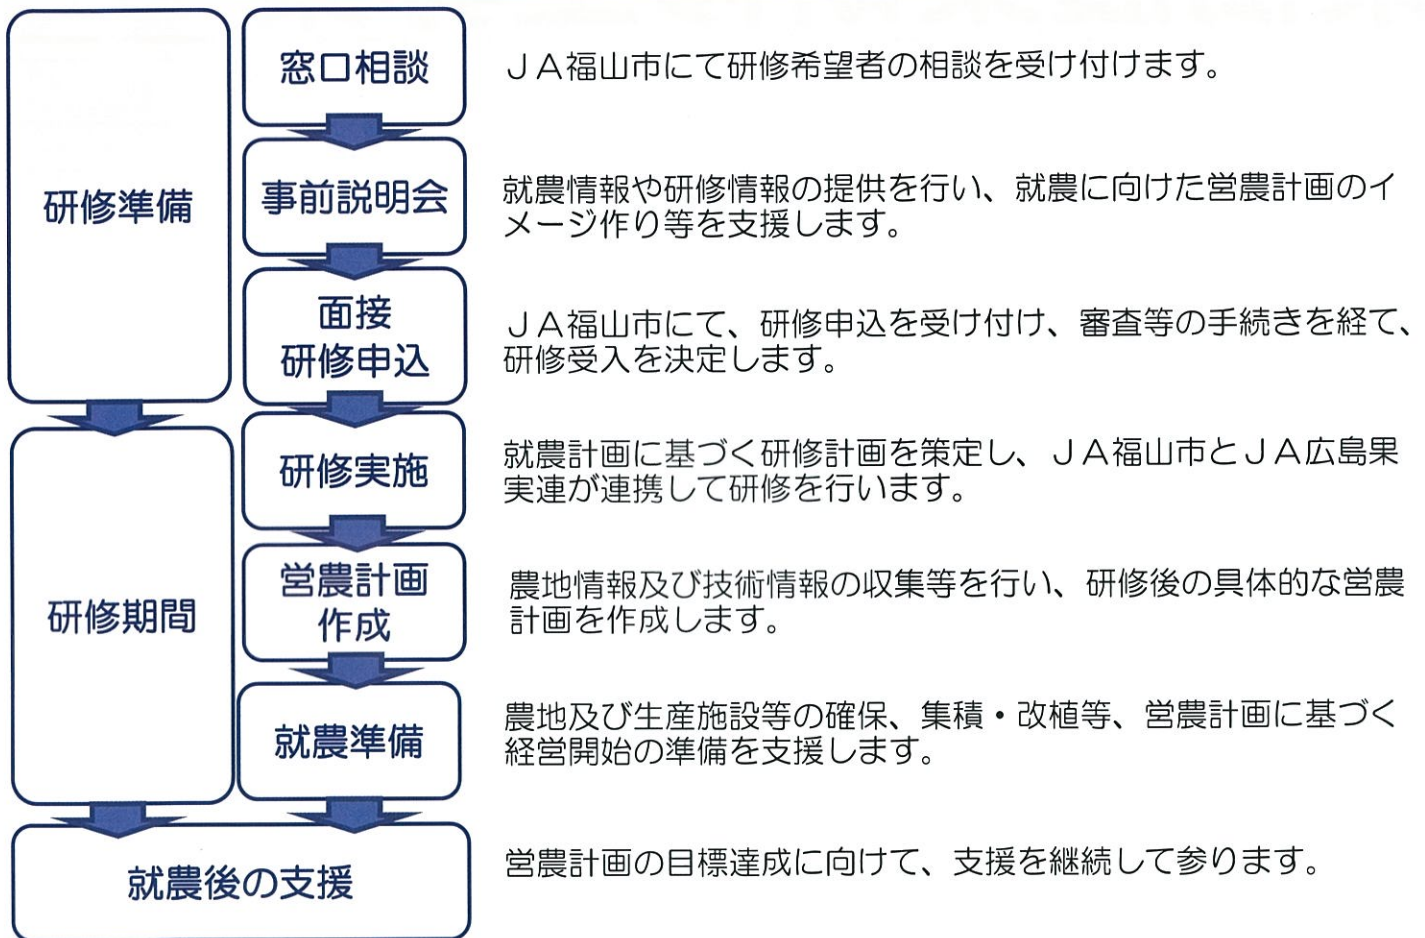 研修準備
窓口相談
ＪＡ福山市にて研修希望者の相談を受け付けます。
事前説明会
就農情報や研修情報の提供を行い、就農に向けた営農計画のイ
メージ作り等を支援します。
面接
研修申込
ＪＡ福山市にて、研修申込を受け付け、審査等の手続きを経て、
研修受入を決定します。
研修期間
研修実施
就農計画に基づく研修計画を策定し、ＪＡ福山市とＪＡ広島果
実連が連携して研修を行います。
営農計画
作成
農地情報及び技術情報の収集等を行い、研修後の具体的な営農
計画を作成します。
就農準備
農地及び生産施設等の確保、集積・改植等、営農計画に基づく
経営開始の準備を支援します。
就農後の支援
営農計画の目標達成に向けて、支援を継続して参ります。